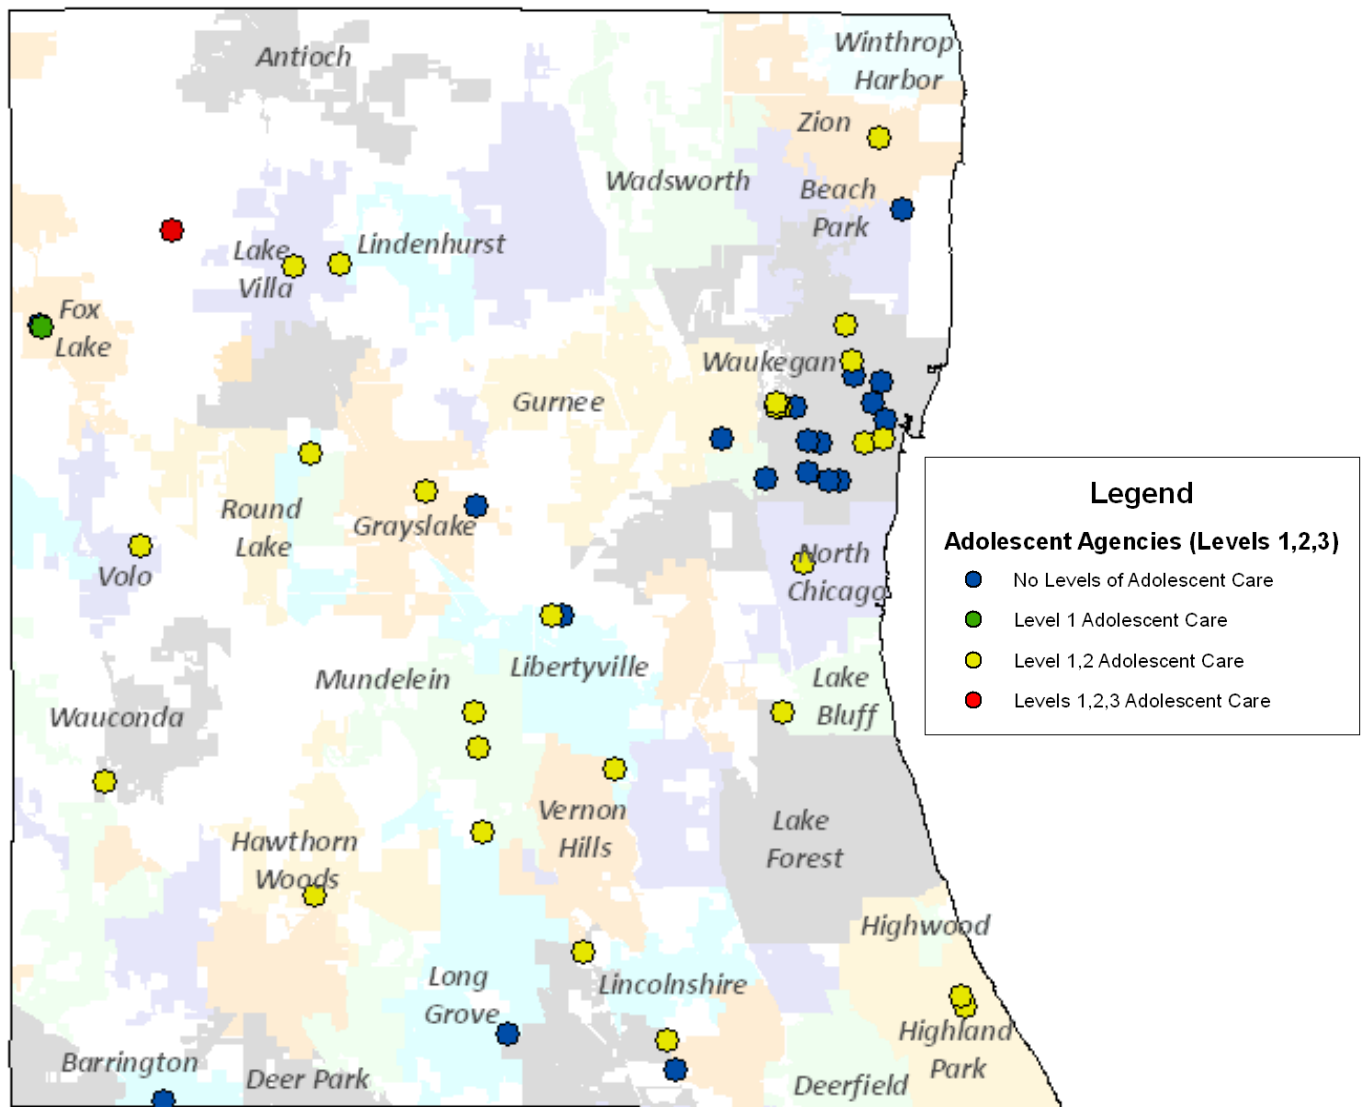 Antioch
Winthrop
Harbor
Zion
Wadsworth
Beach
Park
Lake
Villa
Lindenhurst
Fox
Lake
Waukegan
Gurnee
Round
Lake
Grayslake
Volo
North
Chicago
Libertyville
Mundelein
Lake
Bluff
Wauconda
Vernon
Hills
Lake
Forest
Hawthorn
Woods
Highwood
Long
Grove
Lincolnshire
Highland
Park
Barrington
Deer Park
Deerfield
Legend
Adolescent Agencies (Levels 1,2,3)
No Levels of Adolescent Care
Level 1 Adolescent Care
Level 1,2 Adolescent Care
Levels 1,2,3 Adolescent Care